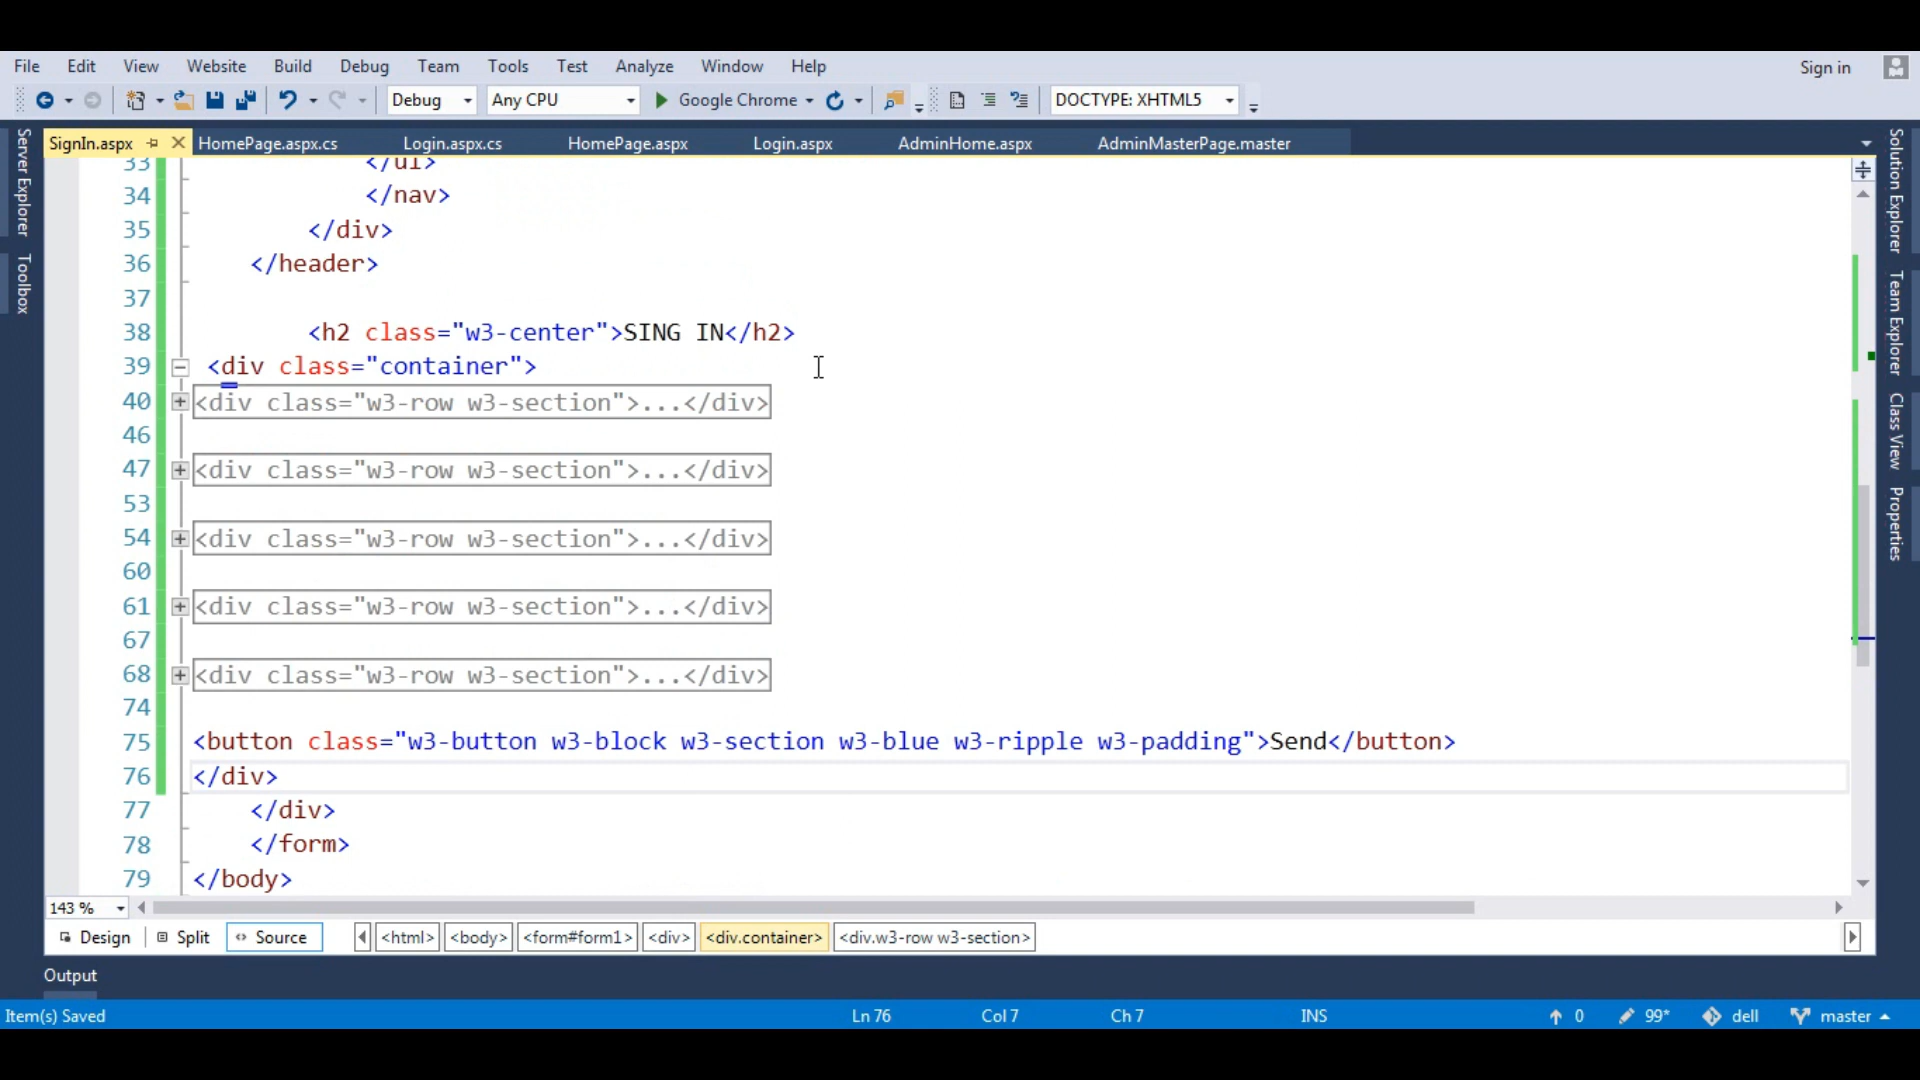 File Edit View Website Build Debug Team Tools Test Analyze Window Help Sign in
Debug Any CPU Google Chrome DOCTYPE: XHTML5
SignIn.aspx HomePage.aspx.cs Login.aspx.cs HomePage.aspx Login.aspx AdminHome.aspx AdminMasterPage.master
Server Explorer
Toolbox
Solution Explorer
Team Explorer
Class View
Properties
33 </ul>
34 </nav>
35 </div>
36 </header>
37
38 <h2 class="w3-center">SING IN</h2>
39 <div class="container">
40 <div class="w3-row w3-section">...</div>
46
47 <div class="w3-row w3-section">...</div>
53
54 <div class="w3-row w3-section">...</div>
60
61 <div class="w3-row w3-section">...</div>
67
68 <div class="w3-row w3-section">...</div>
74
75 <button class="w3-button w3-block w3-section w3-blue w3-ripple w3-padding">Send</button>
76 </div>
77 </div>
78 </form>
79 </body>
143 %
Design Split Source <html> <body> <form#form1> <div> <div.container> <div.w3-row w3-section>
Output
Item(s) Saved Ln 76 Col 7 Ch 7 INS 0 99* dell master